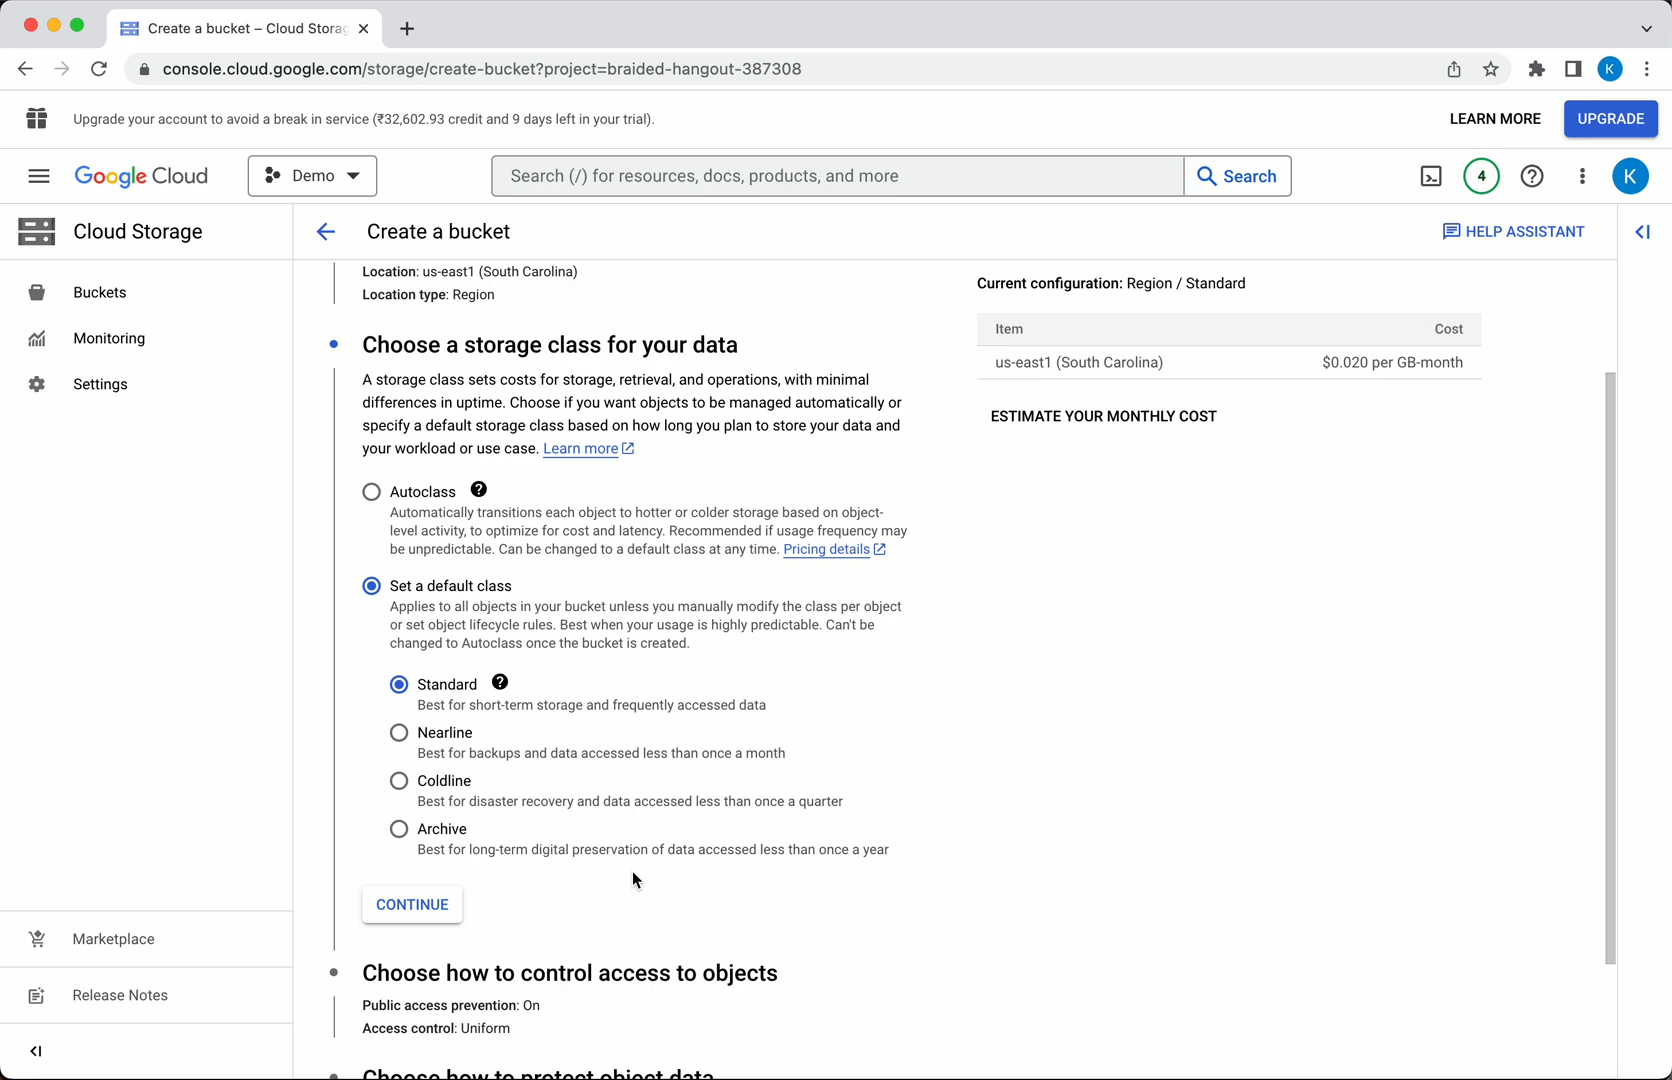 Create a bucket – Cloud Storag
console.cloud.google.com/storage/create-bucket?project=braided-hangout-387308
K
Upgrade your account to avoid a break in service (₹32,602.93 credit and 9 days left in your trial).
LEARN MORE
UPGRADE
Google Cloud
Demo
Search (/) for resources, docs, products, and more
Search
4
K
Cloud Storage
Create a bucket
HELP ASSISTANT
Buckets
Monitoring
Settings
Marketplace
Release Notes
Location: us-east1 (South Carolina)
Location type: Region
Choose a storage class for your data
A storage class sets costs for storage, retrieval, and operations, with minimal
differences in uptime. Choose if you want objects to be managed automatically or
specify a default storage class based on how long you plan to store your data and
your workload or use case. Learn more
Autoclass
Automatically transitions each object to hotter or colder storage based on object-
level activity, to optimize for cost and latency. Recommended if usage frequency may
be unpredictable. Can be changed to a default class at any time. Pricing details
Set a default class
Applies to all objects in your bucket unless you manually modify the class per object
or set object lifecycle rules. Best when your usage is highly predictable. Can't be
changed to Autoclass once the bucket is created.
Standard
Best for short-term storage and frequently accessed data
Nearline
Best for backups and data accessed less than once a month
Coldline
Best for disaster recovery and data accessed less than once a quarter
Archive
Best for long-term digital preservation of data accessed less than once a year
CONTINUE
Choose how to control access to objects
Public access prevention: On
Access control: Uniform
Choose how to protect object data
Current configuration: Region / Standard
Item Cost
us-east1 (South Carolina) $0.020 per GB-month
ESTIMATE YOUR MONTHLY COST